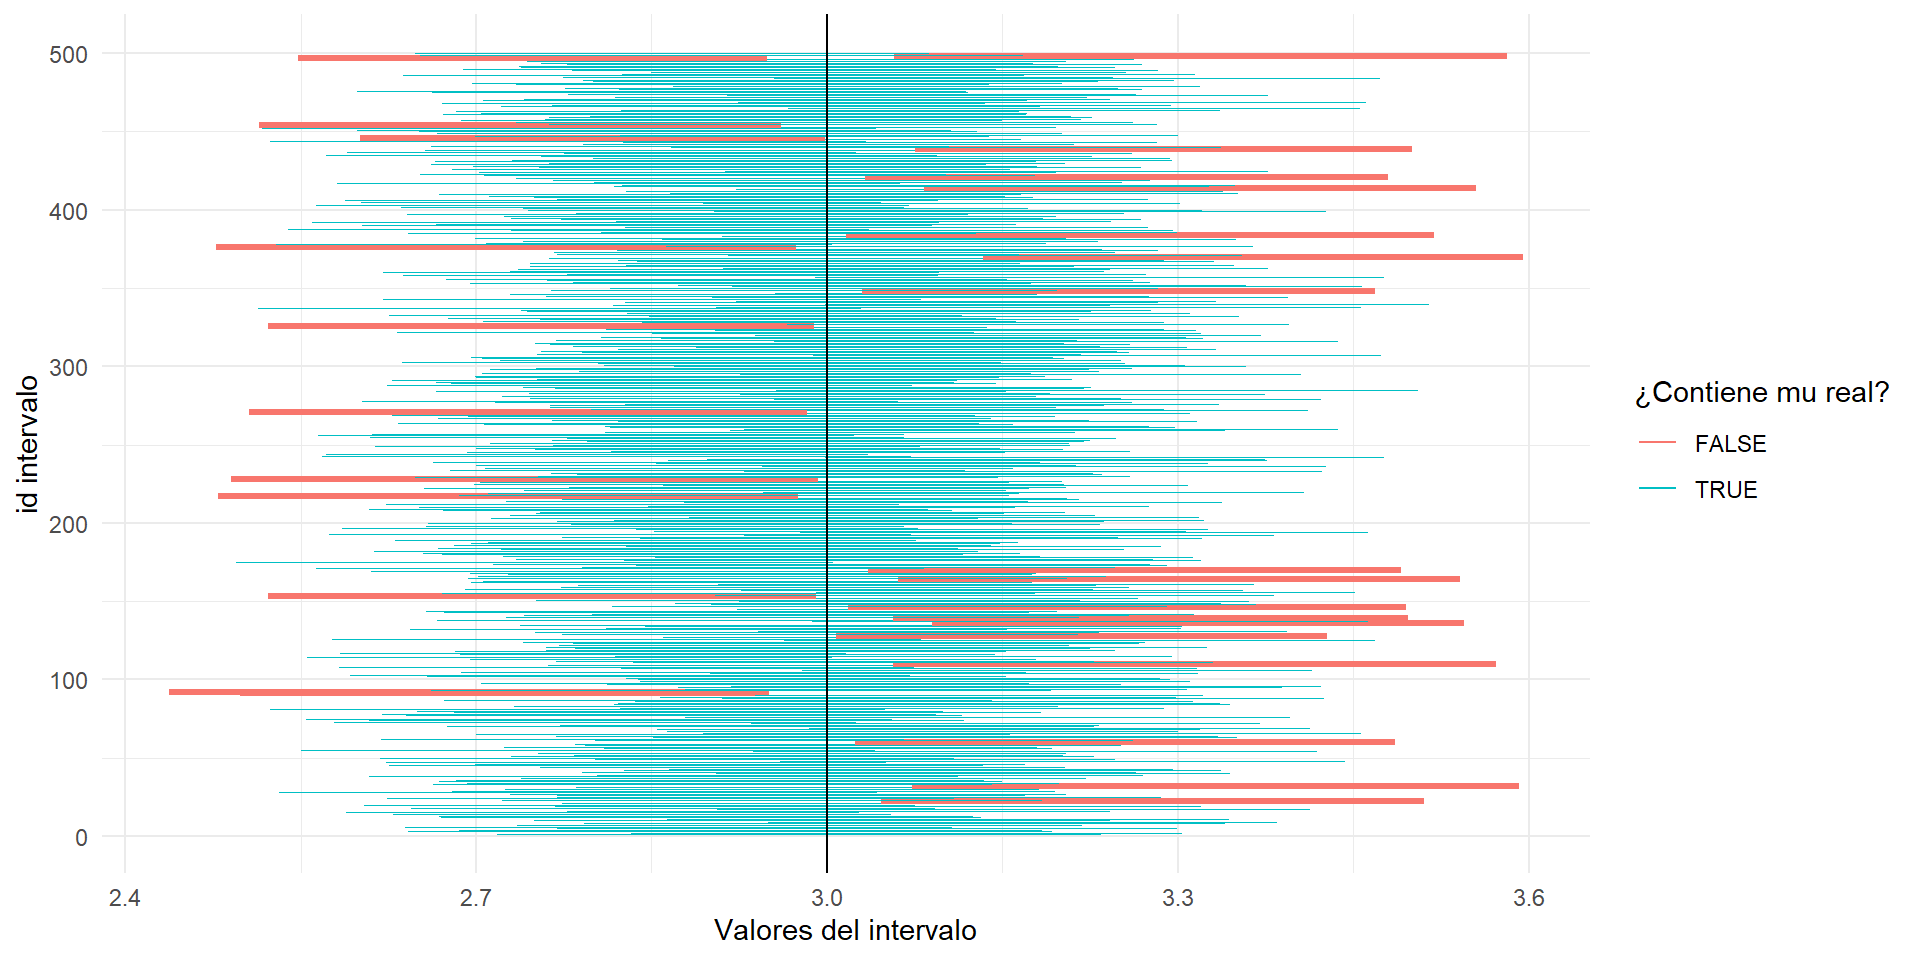 500
400
300
200
100
0
id intervalo
2.4 2.7 3.0 3.3 3.6
Valores del intervalo
¿Contiene mu real?
FALSE
TRUE